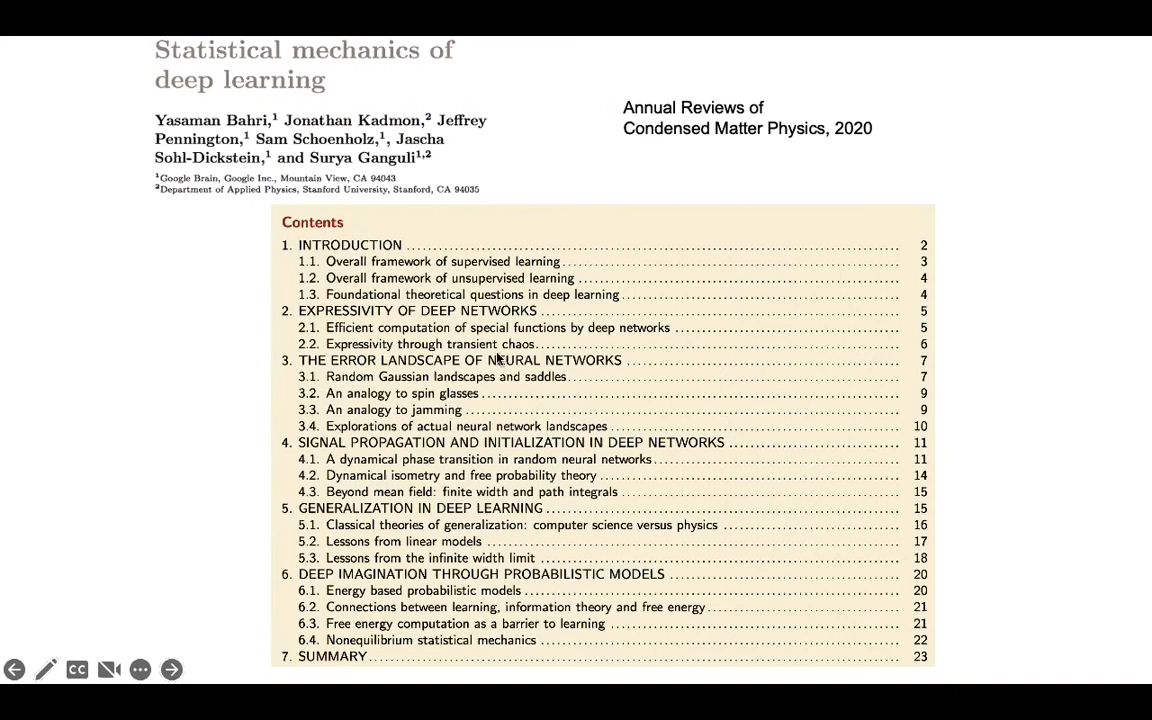 Statistical mechanics of
deep learning
Yasaman Bahri,¹ Jonathan Kadmon,² Jeffrey
Pennington,¹ Sam Schoenholz,¹, Jascha
Sohl-Dickstein,¹ and Surya Ganguli¹,²
¹Google Brain, Google Inc., Mountain View, CA 94043
²Department of Applied Physics, Stanford University, Stanford, CA 94035
Annual Reviews of
Condensed Matter Physics, 2020
Contents
1. INTRODUCTION 2
1.1. Overall framework of supervised learning 3
1.2. Overall framework of unsupervised learning 4
1.3. Foundational theoretical questions in deep learning 4
2. EXPRESSIVITY OF DEEP NETWORKS 5
2.1. Efficient computation of special functions by deep networks 5
2.2. Expressivity through transient chaos 6
3. THE ERROR LANDSCAPE OF NEURAL NETWORKS 7
3.1. Random Gaussian landscapes and saddles 7
3.2. An analogy to spin glasses 9
3.3. An analogy to jamming 9
3.4. Explorations of actual neural network landscapes 10
4. SIGNAL PROPAGATION AND INITIALIZATION IN DEEP NETWORKS 11
4.1. A dynamical phase transition in random neural networks 11
4.2. Dynamical isometry and free probability theory 14
4.3. Beyond mean field: finite width and path integrals 15
5. GENERALIZATION IN DEEP LEARNING 15
5.1. Classical theories of generalization: computer science versus physics 16
5.2. Lessons from linear models 17
5.3. Lessons from the infinite width limit 18
6. DEEP IMAGINATION THROUGH PROBABILISTIC MODELS 20
6.1. Energy based probabilistic models 20
6.2. Connections between learning, information theory and free energy 21
6.3. Free energy computation as a barrier to learning 21
6.4. Nonequilibrium statistical mechanics 22
7. SUMMARY 23
CC